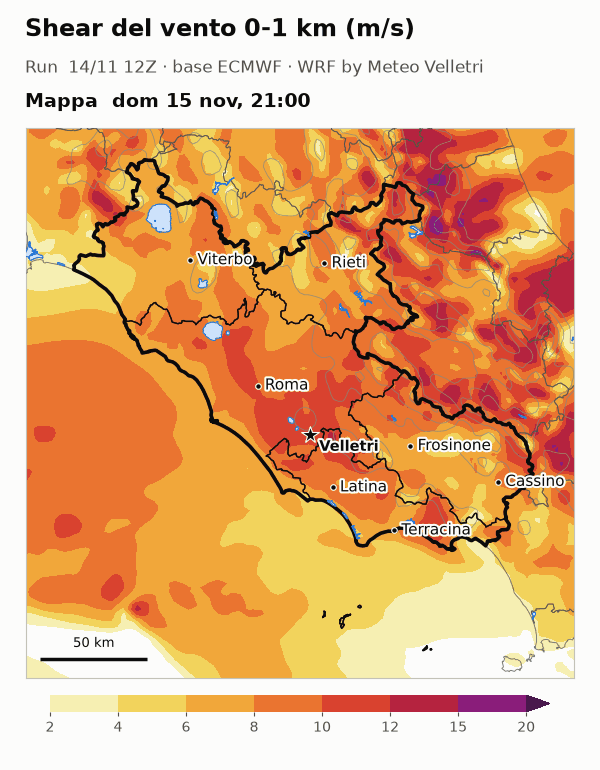 Shear del vento 0-1 km (m/s)
Run  14/11 12Z · base ECMWF · WRF by Meteo Velletri
Mappa  dom 15 nov, 21:00
Viterbo
Rieti
Roma
Velletri
Frosinone
Latina
Cassino
Terracina
50 km
2 4 6 8 10 12 15 20